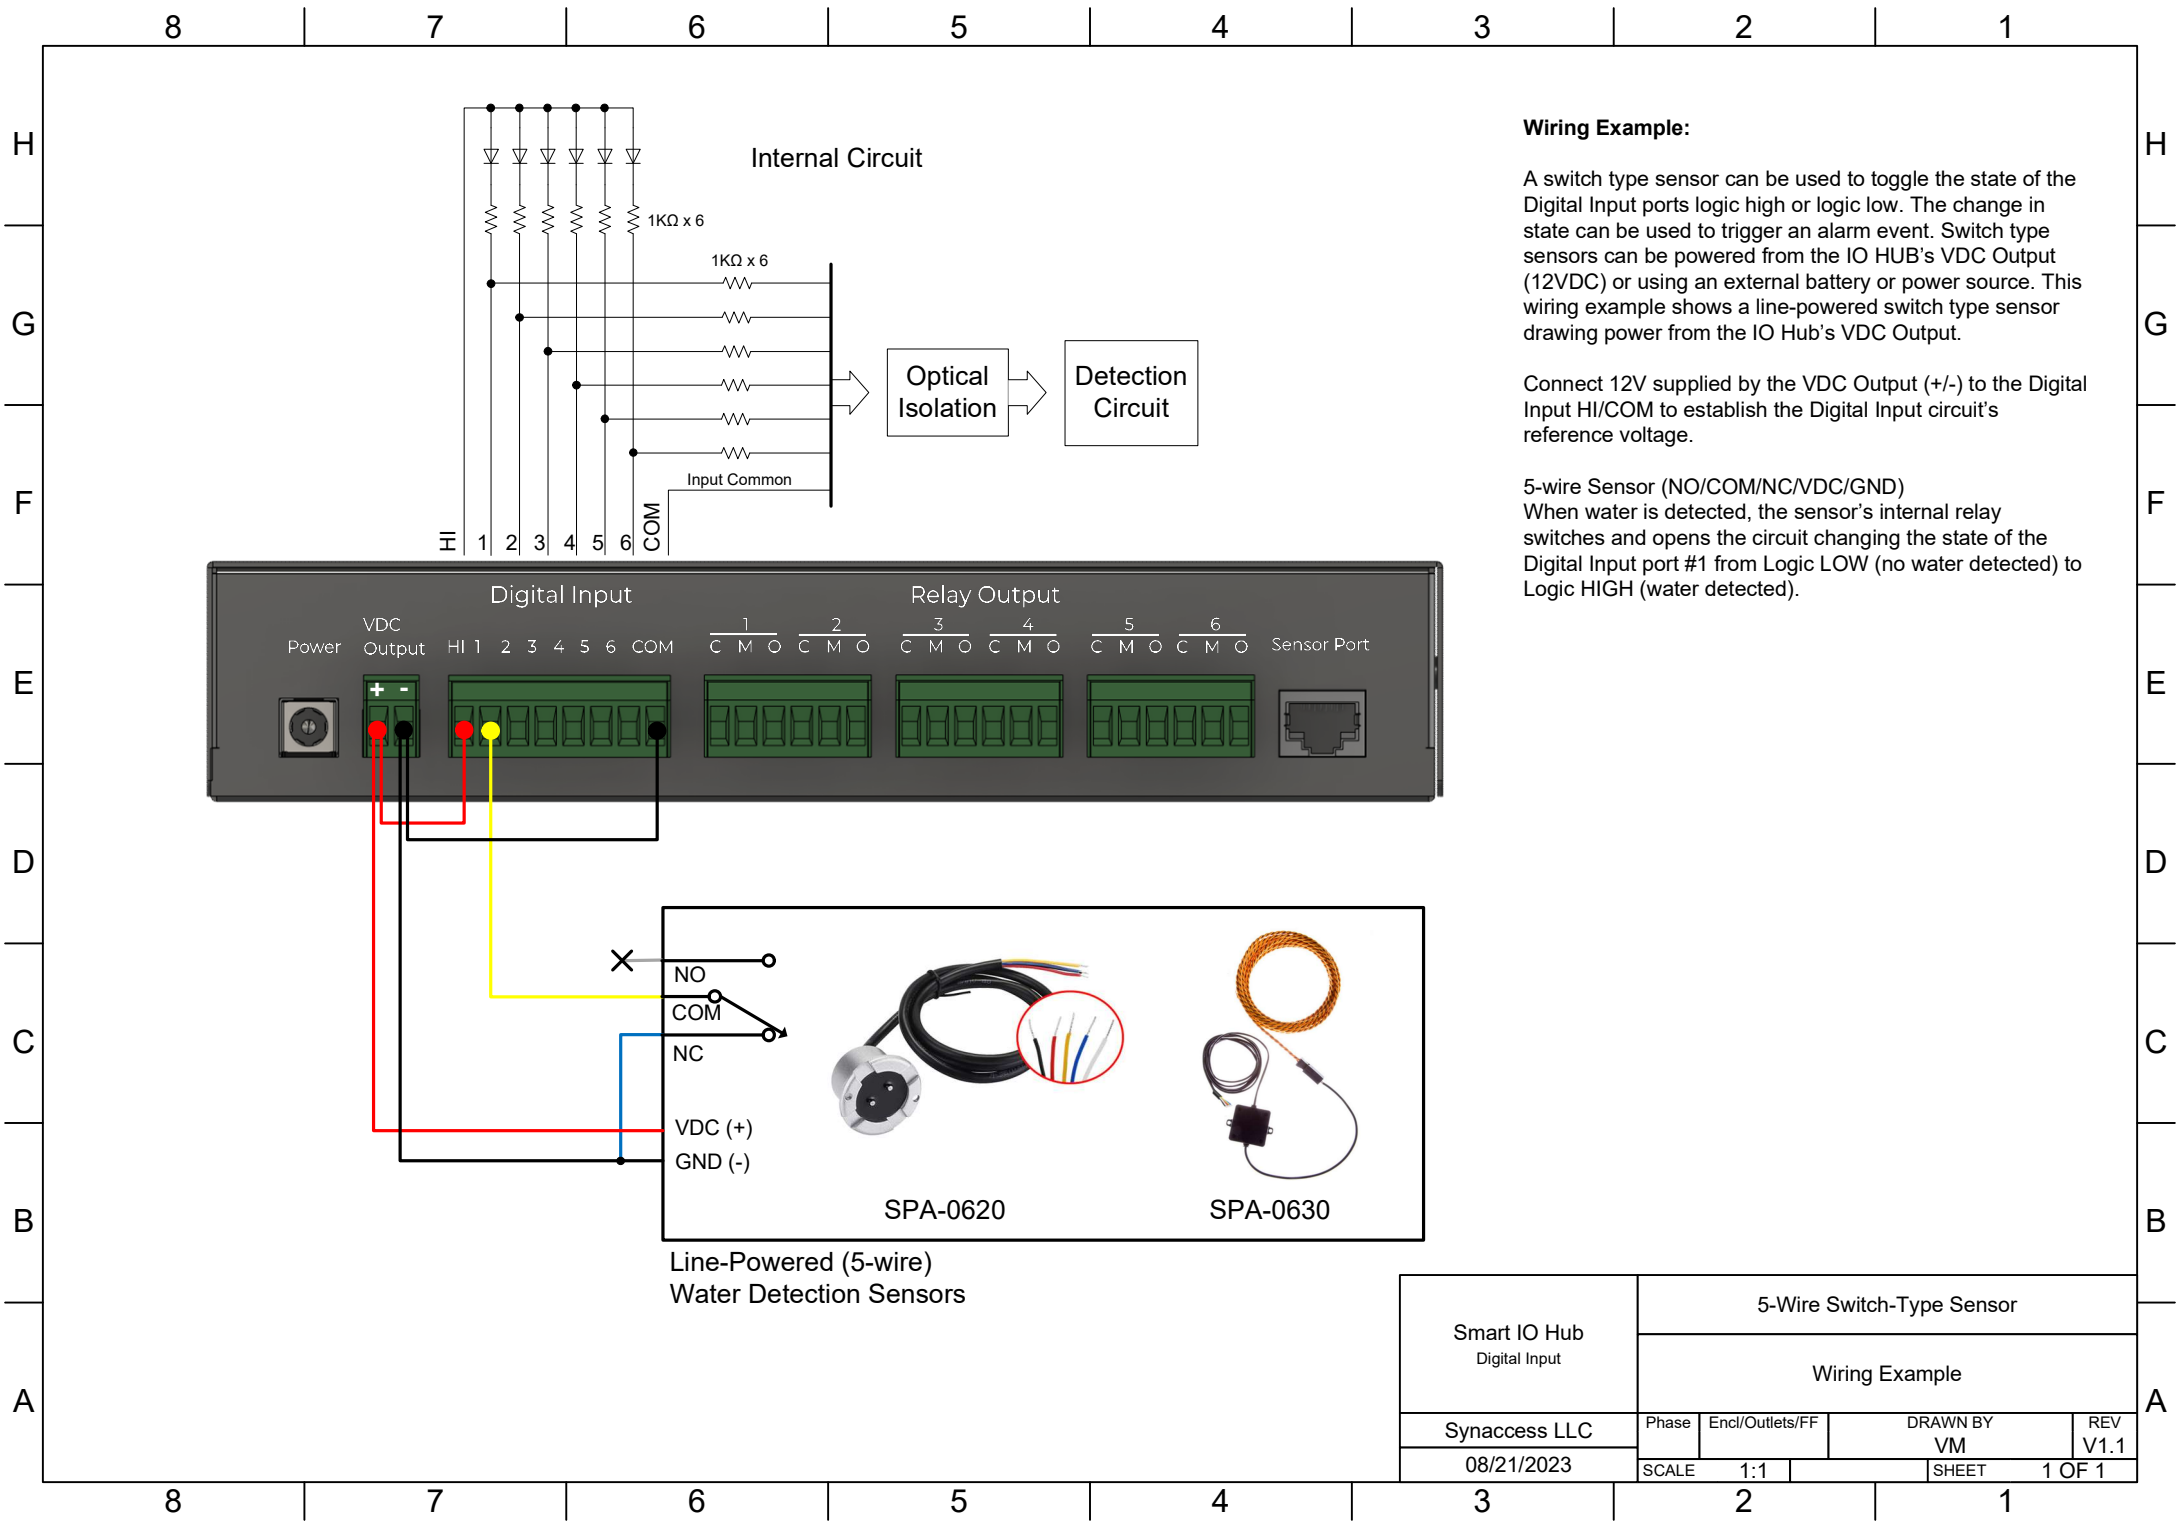 8 7 6 5 4 3 2 1
H
G
F
E
D
C
B
A
Internal Circuit
1KΩ x 6
1KΩ x 6
Optical
Isolation
Detection
Circuit
Input Common
HI 1 2 3 4 5 6 COM
Digital Input
Relay Output
Power
VDC
Output
HI 1 2 3 4 5 6 COM
1 2 3 4 5 6
C M O C M O C M O C M O C M O C M O
Sensor Port
+ -
NO
COM
NC
VDC (+)
GND (-)
SPA-0620
SPA-0630
Line-Powered (5-wire)
Water Detection Sensors
Wiring Example:
A switch type sensor can be used to toggle the state of the
Digital Input ports logic high or logic low. The change in
state can be used to trigger an alarm event. Switch type
sensors can be powered from the IO HUB's VDC Output
(12VDC) or using an external battery or power source. This
wiring example shows a line-powered switch type sensor
drawing power from the IO Hub's VDC Output.
Connect 12V supplied by the VDC Output (+/-) to the Digital
Input HI/COM to establish the Digital Input circuit's
reference voltage.
5-wire Sensor (NO/COM/NC/VDC/GND)
When water is detected, the sensor's internal relay
switches and opens the circuit changing the state of the
Digital Input port #1 from Logic LOW (no water detected) to
Logic HIGH (water detected).
H
G
F
E
D
C
B
A
Smart IO Hub
Digital Input
Synaccess LLC
08/21/2023
5-Wire Switch-Type Sensor
Wiring Example
Phase
Encl/Outlets/FF
DRAWN BY
VM
REV
V1.1
SCALE 1:1
SHEET 1 OF 1
8 7 6 5 4 3 2 1